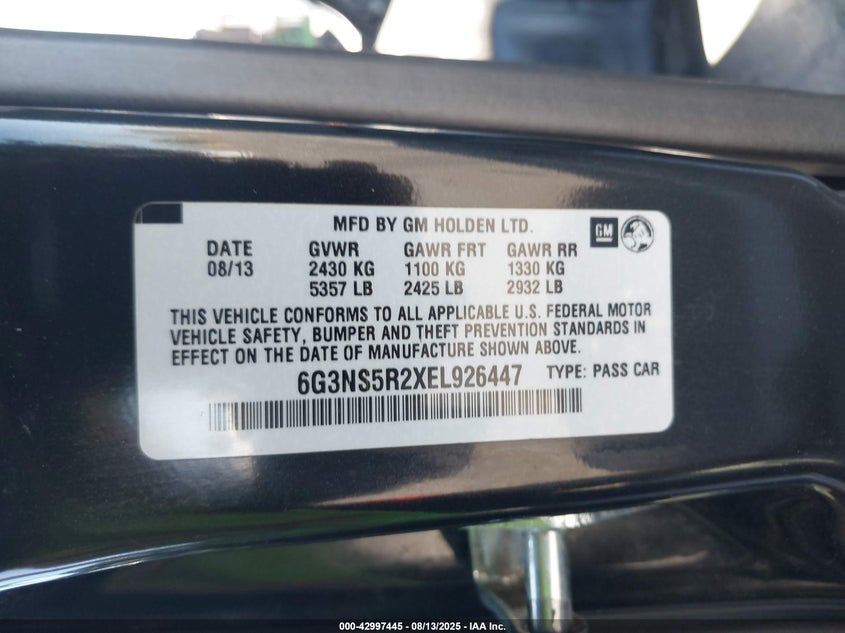 MFD BY GM HOLDEN LTD.
GM
DATE GVWR GAWR FRT GAWR RR
08/13 2430 KG 1100 KG 1330 KG
5357 LB 2425 LB 2932 LB
THIS VEHICLE CONFORMS TO ALL APPLICABLE U.S. FEDERAL MOTOR
VEHICLE SAFETY, BUMPER AND THEFT PREVENTION STANDARDS IN
EFFECT ON THE DATE OF MANUFACTURE SHOWN ABOVE.
6G3NS5R2XEL926447 TYPE: PASS CAR
000-42997445 - 08/13/2025 - IAA Inc.